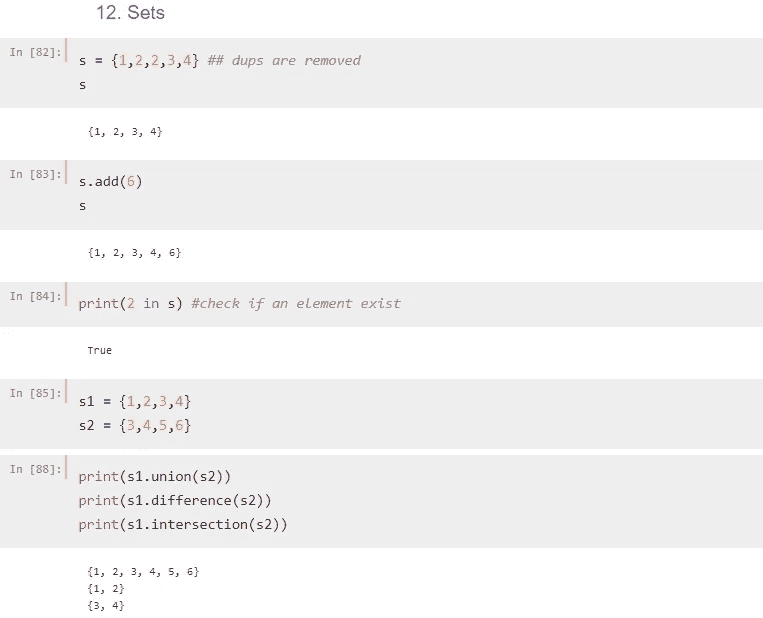 12. Sets
In [82]:
s = {1,2,2,3,4} ## dups are removed
s
{1, 2, 3, 4}
In [83]:
s.add(6)
s
{1, 2, 3, 4, 6}
In [84]:
print(2 in s) #check if an element exist
True
In [85]:
s1 = {1,2,3,4}
s2 = {3,4,5,6}
In [88]:
print(s1.union(s2))
print(s1.difference(s2))
print(s1.intersection(s2))
{1, 2, 3, 4, 5, 6}
{1, 2}
{3, 4}